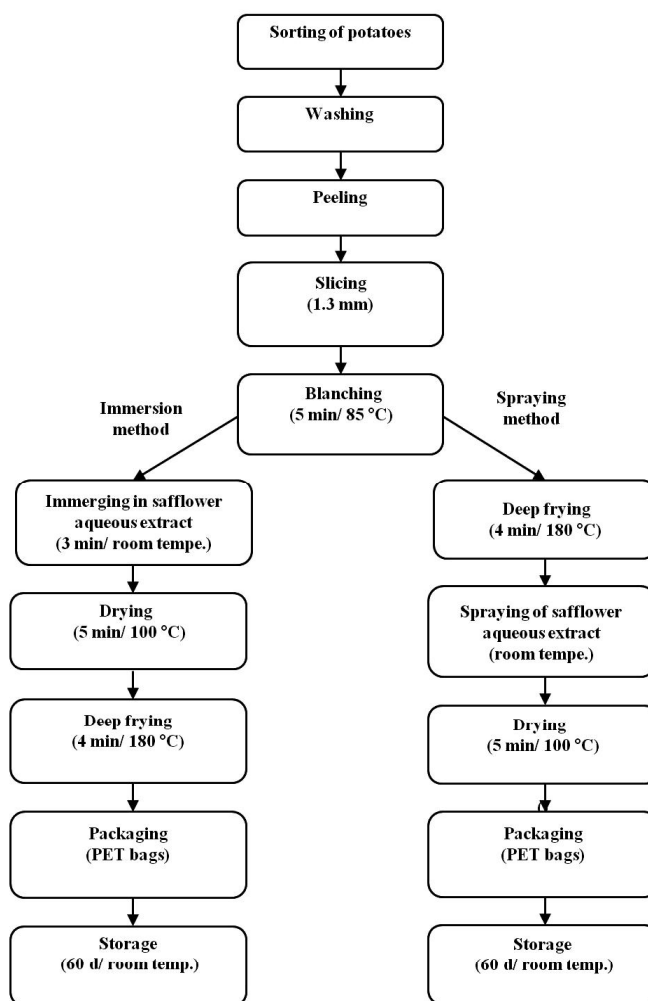 Sorting of potatoes
Washing
Peeling
Slicing
(1.3 mm)
Blanching
(5 min/ 85 °C)
Immersion
method
Spraying
method
Immerging in safflower
aqueous extract
(3 min/ room tempe.)
Drying
(5 min/ 100 °C)
Deep frying
(4 min/ 180 °C)
Packaging
(PET bags)
Storage
(60 d/ room temp.)
Deep frying
(4 min/ 180 °C)
Spraying of safflower
aqueous extract
(room tempe.)
Drying
(5 min/ 100 °C)
Packaging
(PET bags)
Storage
(60 d/ room temp.)